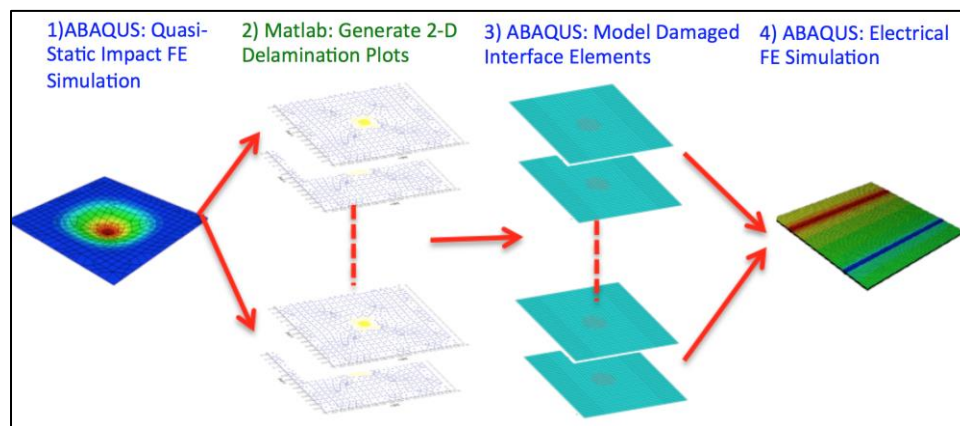 1)ABAQUS: Quasi-
Static Impact FE
Simulation
2) Matlab: Generate 2-D
Delamination Plots
3) ABAQUS: Model Damaged
Interface Elements
4) ABAQUS: Electrical
FE Simulation